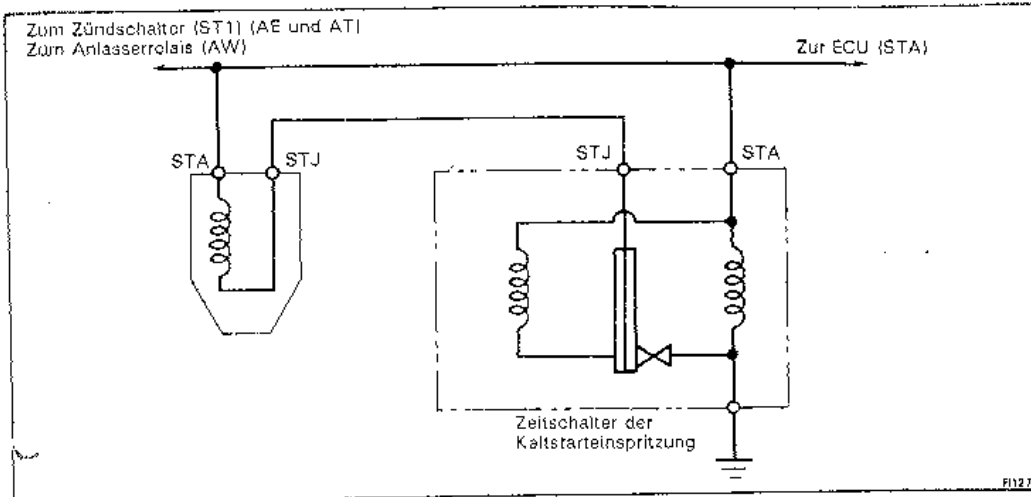 Zum Zündschalter (ST1) (AE und AT)
Zum Anlasserrelais (AW)
Zur ECU (STA)
STA
STJ
STJ
STA
Zeitschalter der
Kaltstarteinspritzung